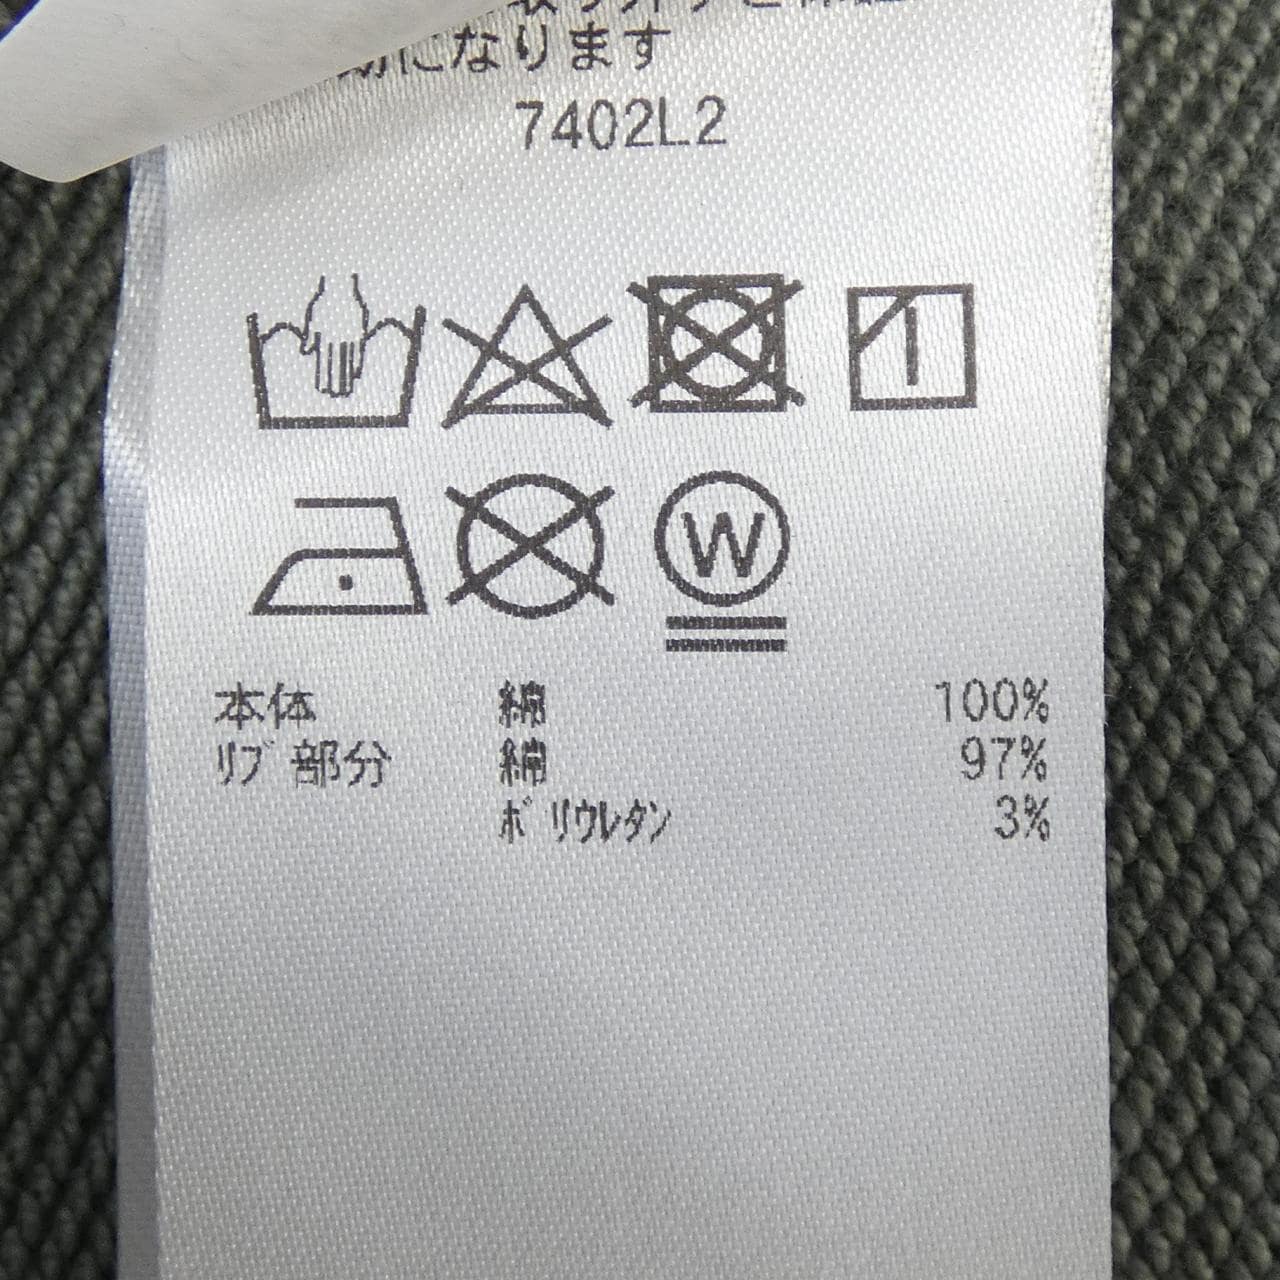 になります
7402L2
W
本体 綿 100%
リブ 部分 綿 97%
ポリウレタン 3%